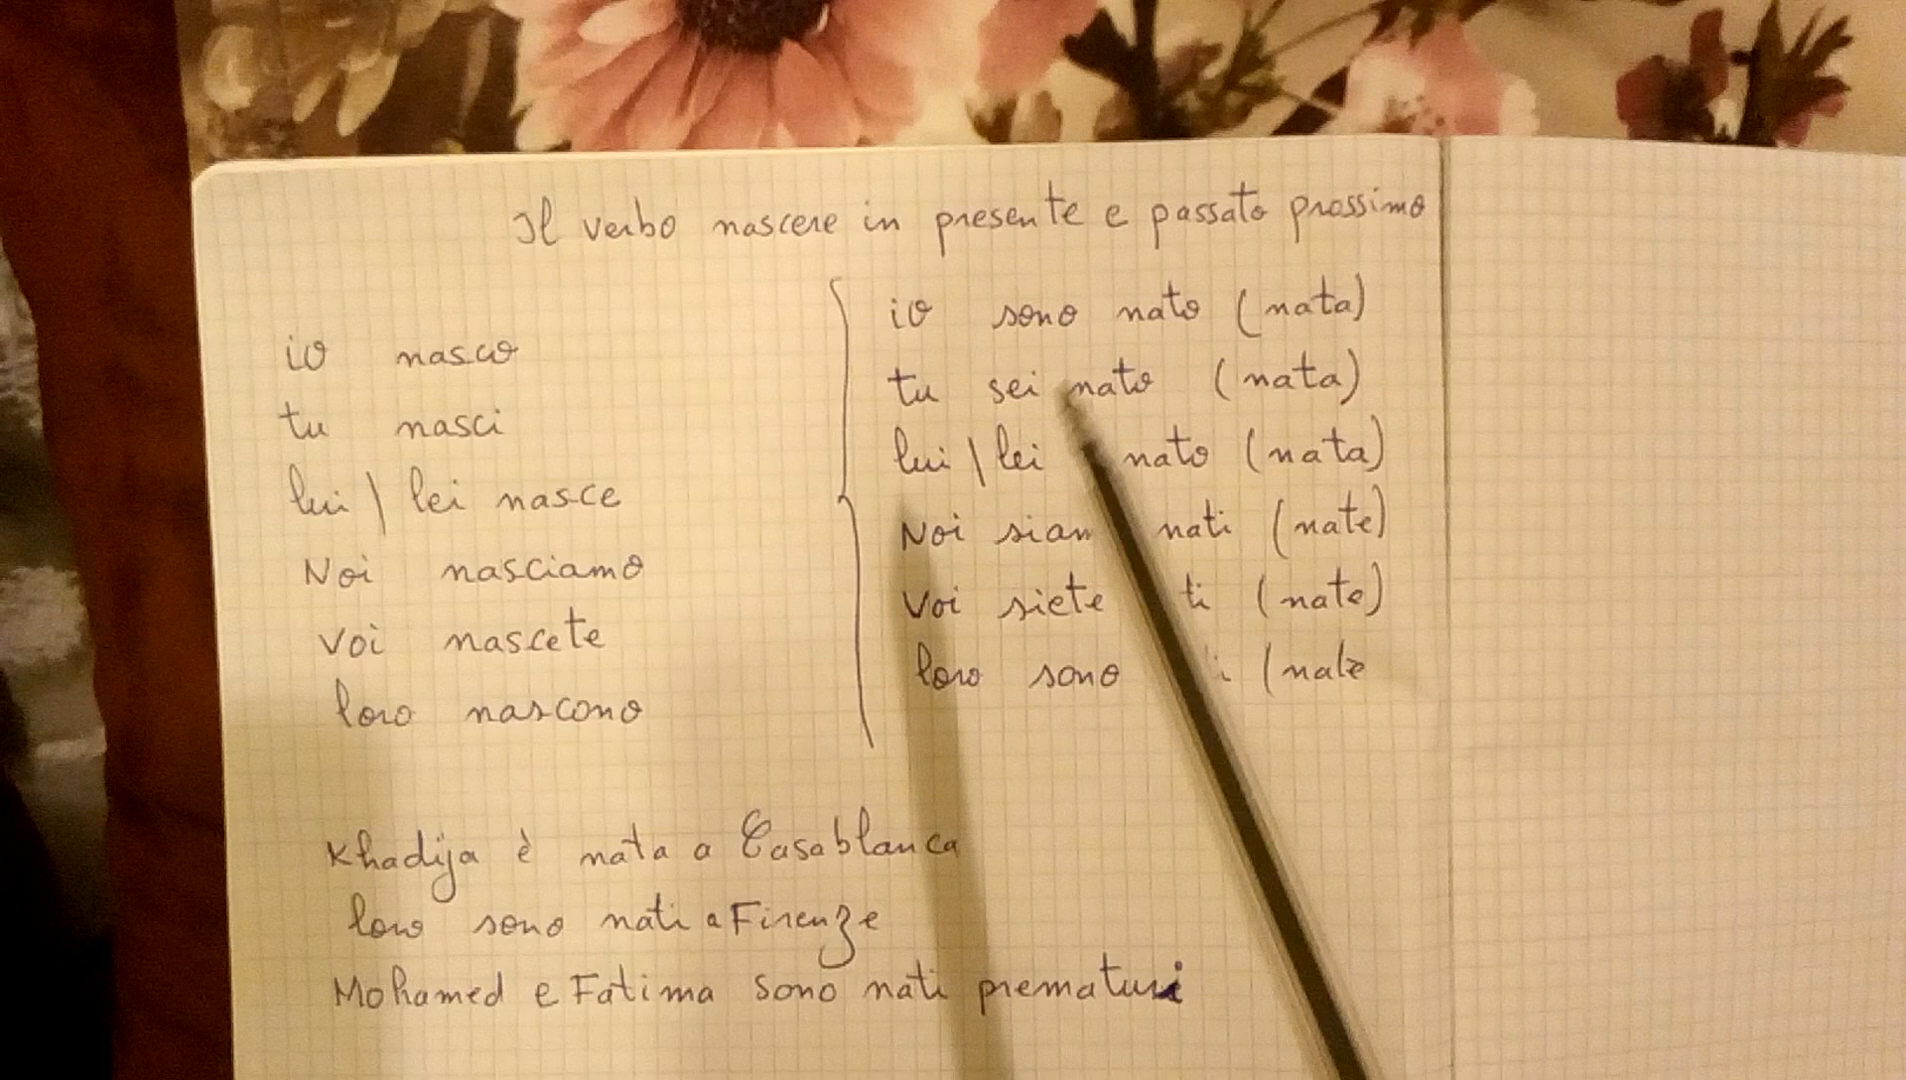 Il verbo nascere in presente e passato prossimo
io nasco
tu nasci
lui / lei nasce
Noi nasciamo
Voi nascete
loro nascono
io sono nato (nata)
tu sei nato (nata)
lui / lei nato (nata)
Noi siam nati (nate)
Voi siete ti (nate)
loro sono i (nate
Khadija è nata a Casablanca
loro sono nati a Firenze
Mohamed e Fatima sono nati prematuri